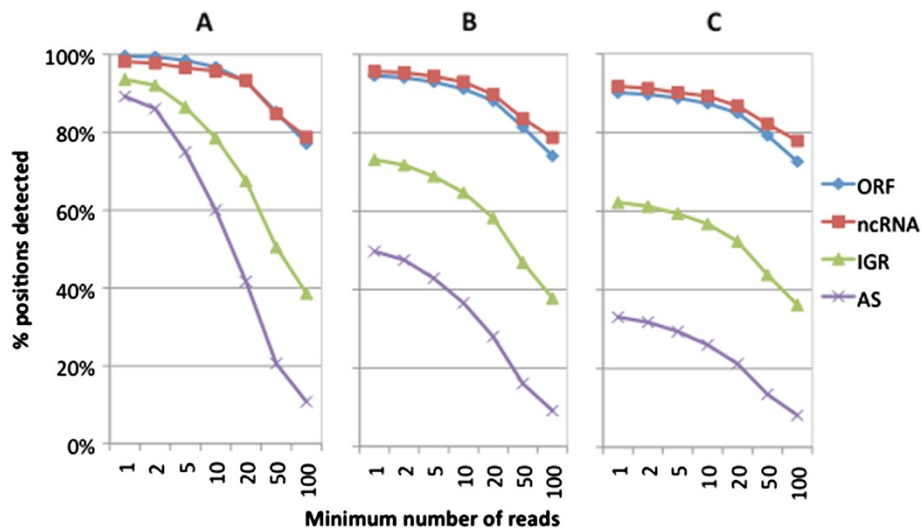 A B C
% positions detected
100%
80%
60%
40%
20%
0%
1 2 5 10 20 50 100
1 2 5 10 20 50 100
1 2 5 10 20 50 100
Minimum number of reads
ORF
ncRNA
IGR
AS